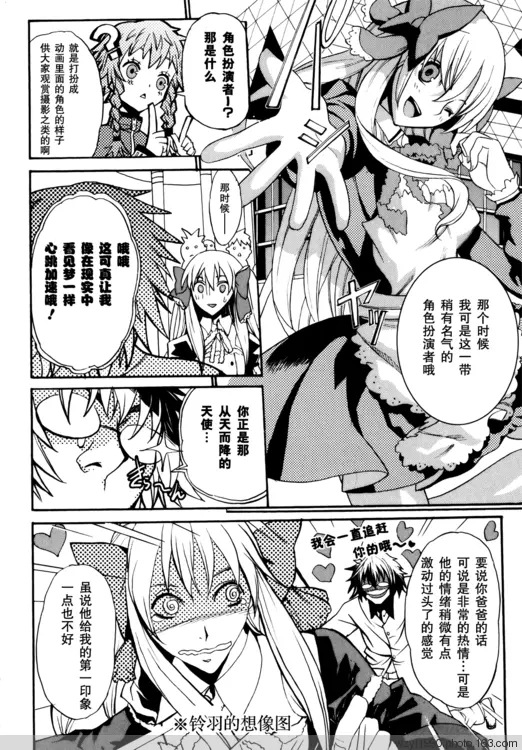 角色扮演者—?
那是什么
就是打扮成
动画里面的角色的样子
供大家观赏摄影
之类的啊
那个时候
我可是这一带
稍有名气的
角色扮演者哦
那时候—
哦哦
这可真让我
像在现实中
看见梦一样
心跳加速哦!
你正是那
从天而降的
天使…
我会一直追赶
你的哦~
要说你爸爸的话
可说是非常的热情…可是
他的情绪稍微有点
激动过头了的感觉
虽说他给我的第一印象
一点也不好
※铃羽的想像图